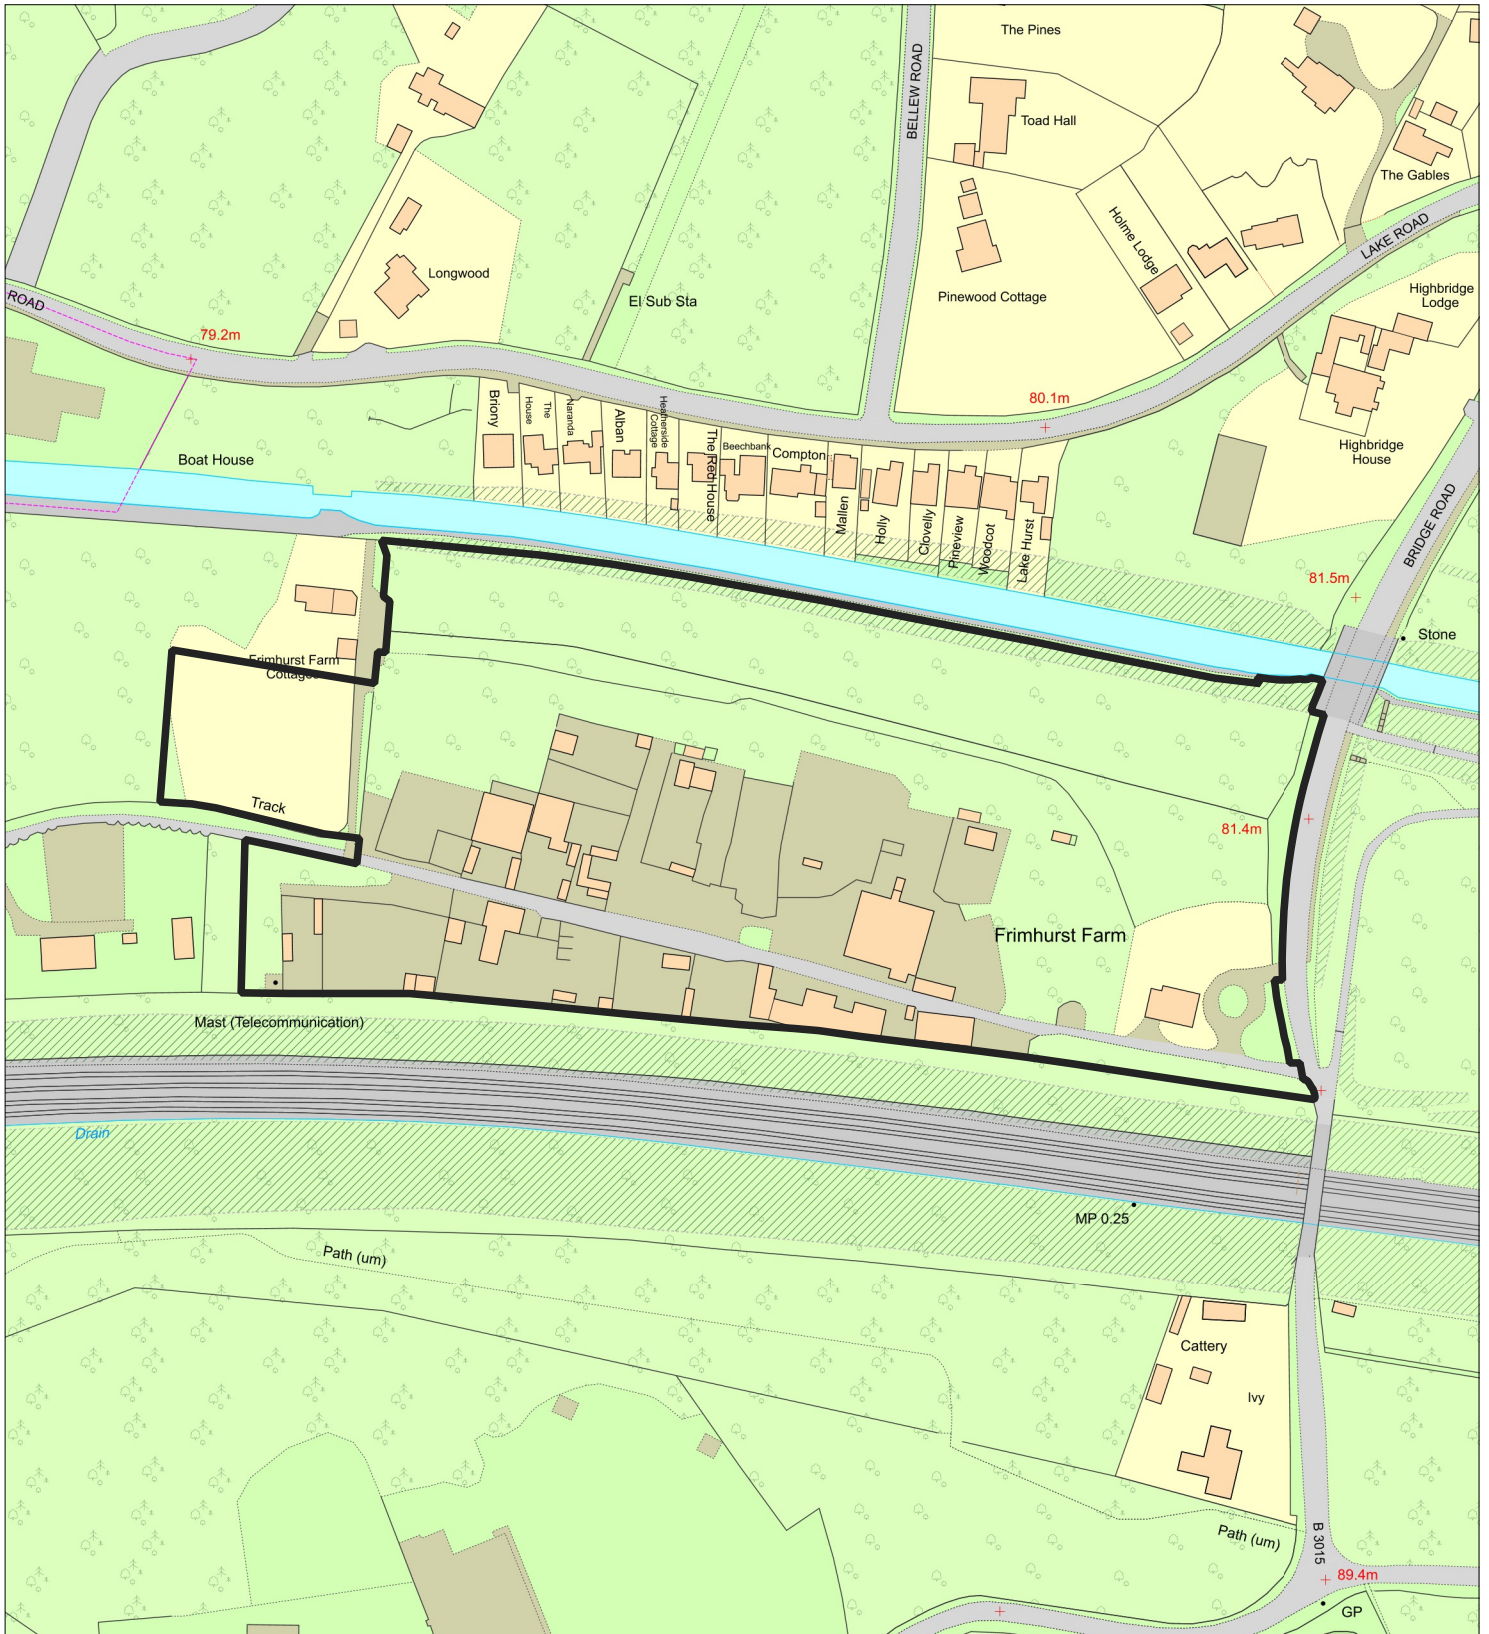 The Pines
BELLEW ROAD
Toad Hall
The Gables
Holme Lodge
LAKE ROAD
Longwood
Pinewood Cottage
El Sub Sta
Highbridge
Lodge
ROAD
79.2m
80.1m
Briony
The
House
Naranda
Alban
Heatherside
Cottage
The Red House
Beechbank
Compton
Mallen
Holly
Clovelly
Pineview
Woodcot
Lake Hurst
Highbridge
House
Boat House
BRIDGE ROAD
81.5m
Stone
Frimhurst Farm
Cottages
Track
81.4m
Frimhurst Farm
Mast (Telecommunication)
Drain
MP 0.25
Path (um)
Cattery
Ivy
Path (um)
B 3015
89.4m
GP